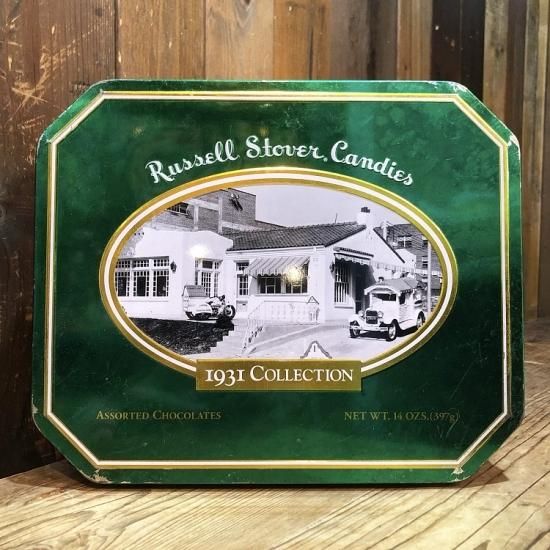 Russell Stover Candies
1931 COLLECTION
ASSORTED CHOCOLATES
NET WT. 14 OZS.(397g)